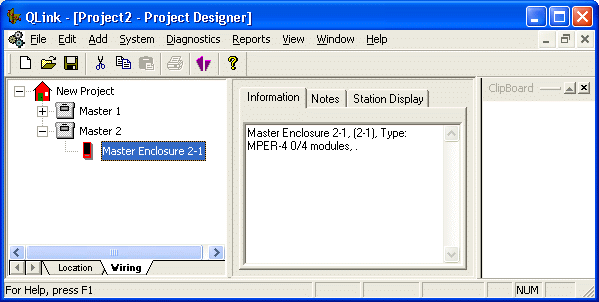 QLink - [Project2 - Project Designer]
File Edit Add System Diagnostics Reports View Window Help
New Project
Master 1
Master 2
Master Enclosure 2-1
Location Wiring
Information Notes Station Display
Master Enclosure 2-1, (2-1), Type:
MPER-4 0/4 modules, .
ClipBoard
For Help, press F1
NUM